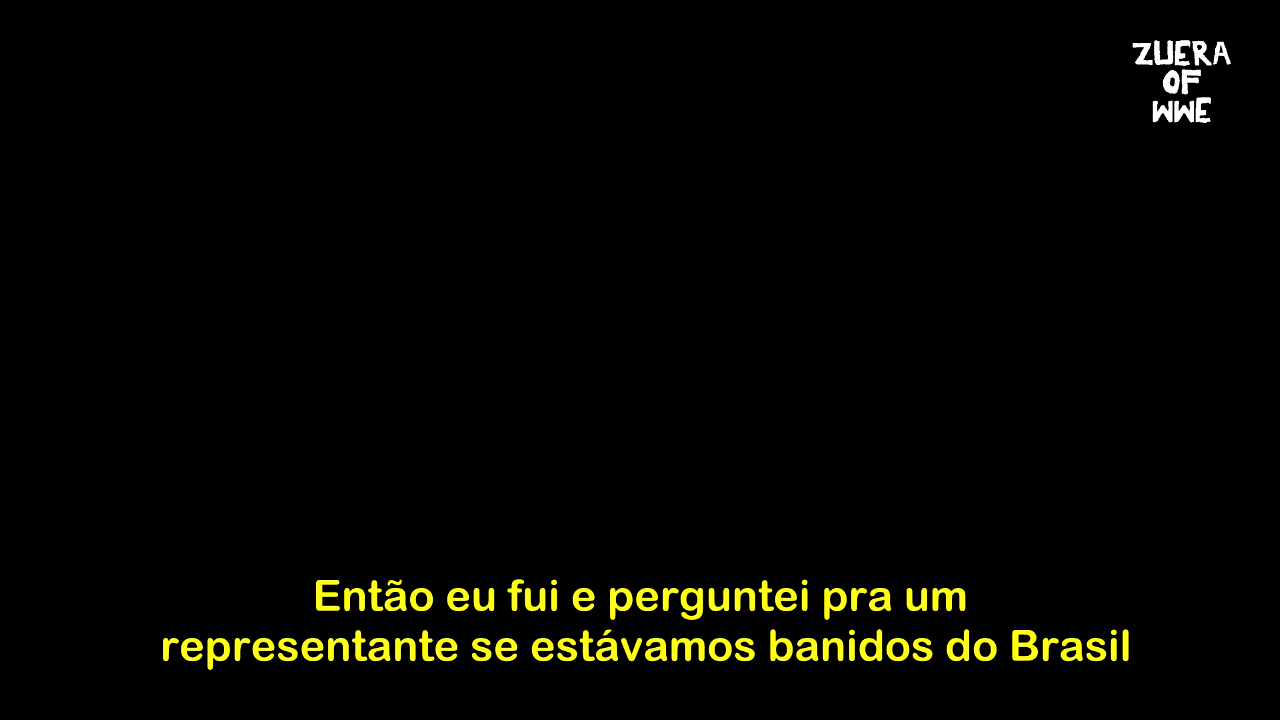 ZUERA
OF
WWE
Então eu fui e perguntei pra um
representante se estávamos banidos do Brasil